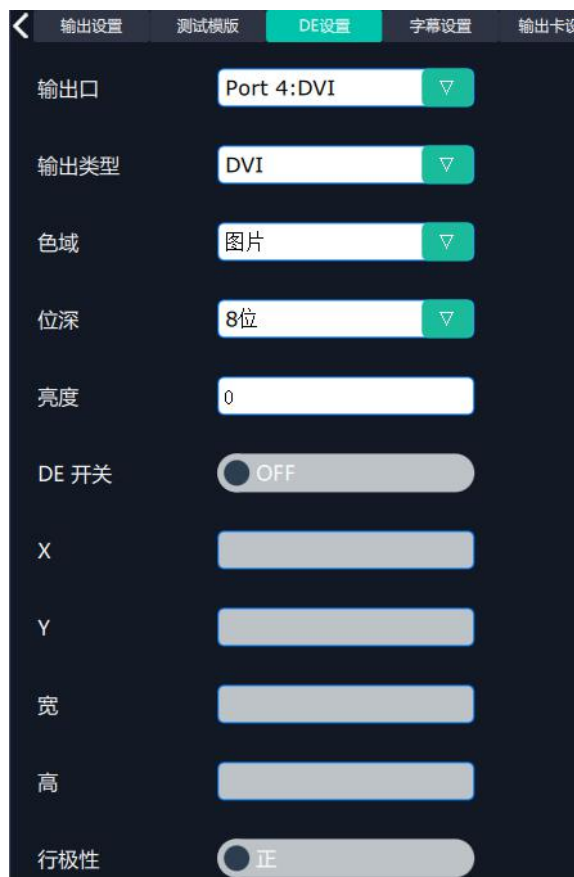 输出设置 测试模版 DE设置 字幕设置 输出卡设
输出口 Port 4:DVI
输出类型 DVI
色域 图片
位深 8位
亮度 0
DE 开关 OFF
X
Y
宽
高
行极性 正